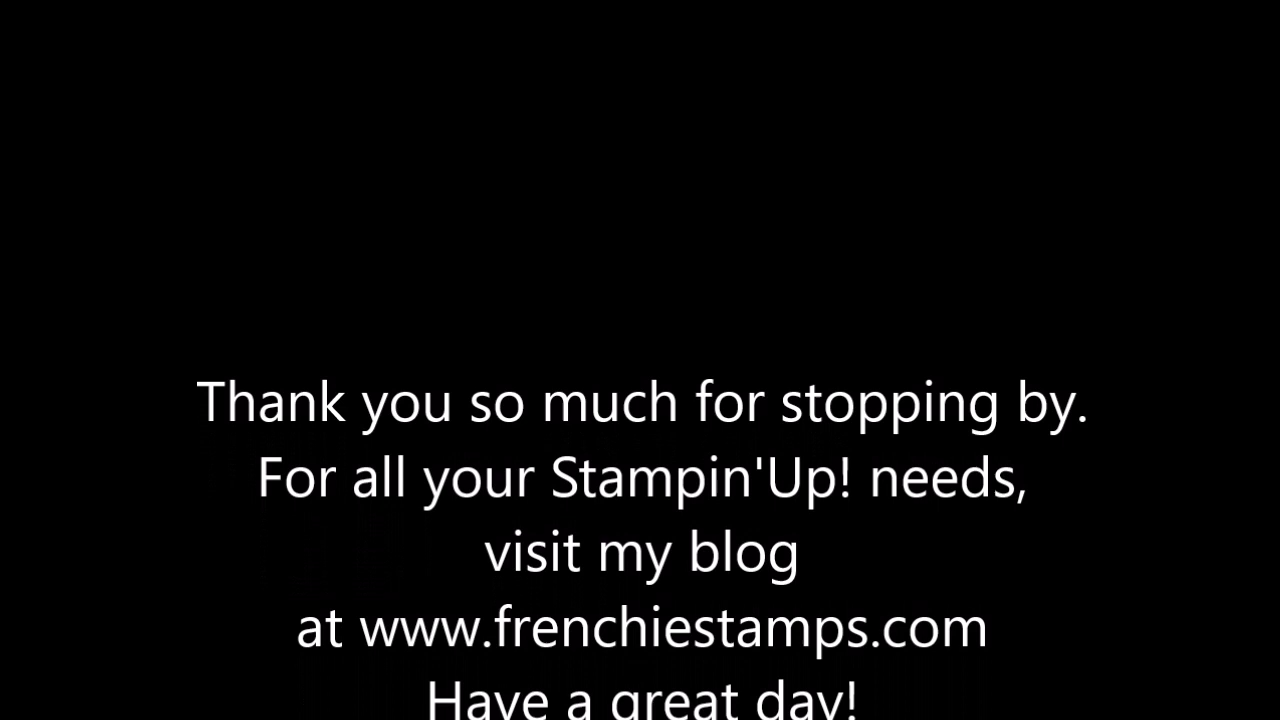 Thank you so much for stopping by.
For all your Stampin'Up! needs,
visit my blog
at www.frenchiestamps.com
Have a great day!